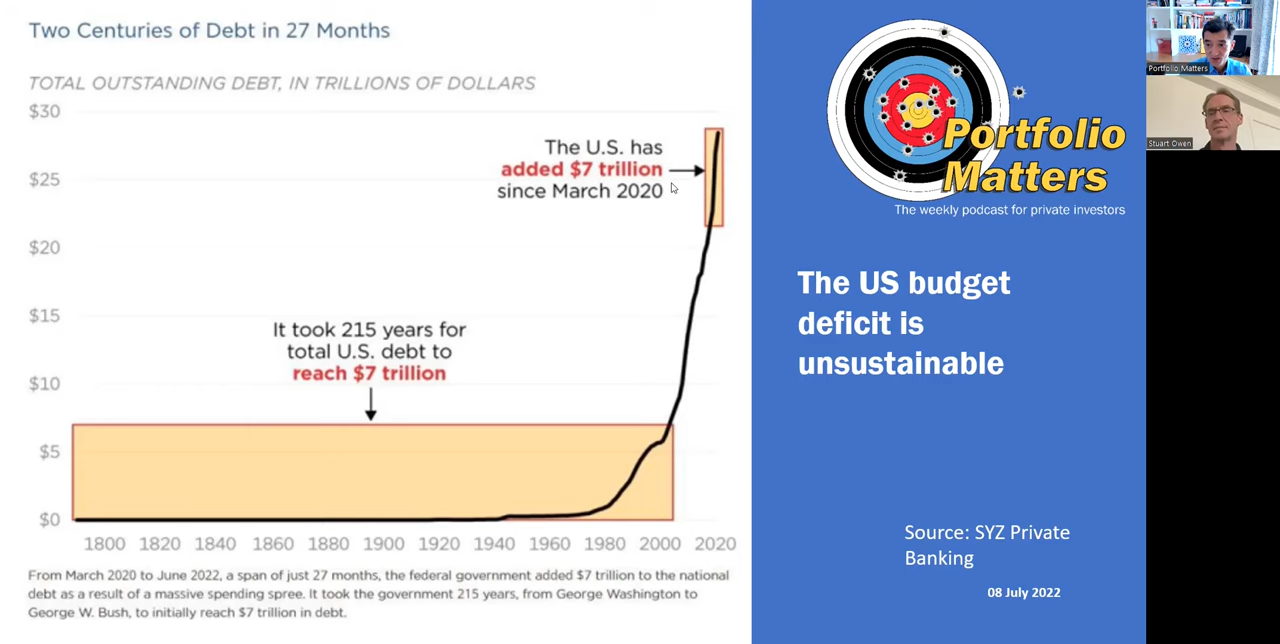 Two Centuries of Debt in 27 Months
TOTAL OUTSTANDING DEBT, IN TRILLIONS OF DOLLARS
$30
$25
$20
$15
$10
$5
$0
The U.S. has
added $7 trillion
since March 2020
It took 215 years for
total U.S. debt to
reach $7 trillion
1800 1820 1840 1860 1880 1900 1920 1940 1960 1980 2000 2020
From March 2020 to June 2022, a span of just 27 months, the federal government added $7 trillion to the national
debt as a result of a massive spending spree. It took the government 215 years, from George Washington to
George W. Bush, to initially reach $7 trillion in debt.
Portfolio
Matters
The weekly podcast for private investors
The US budget
deficit is
unsustainable
Source: SYZ Private
Banking
08 July 2022
Portfolio Matters
Stuart Owen